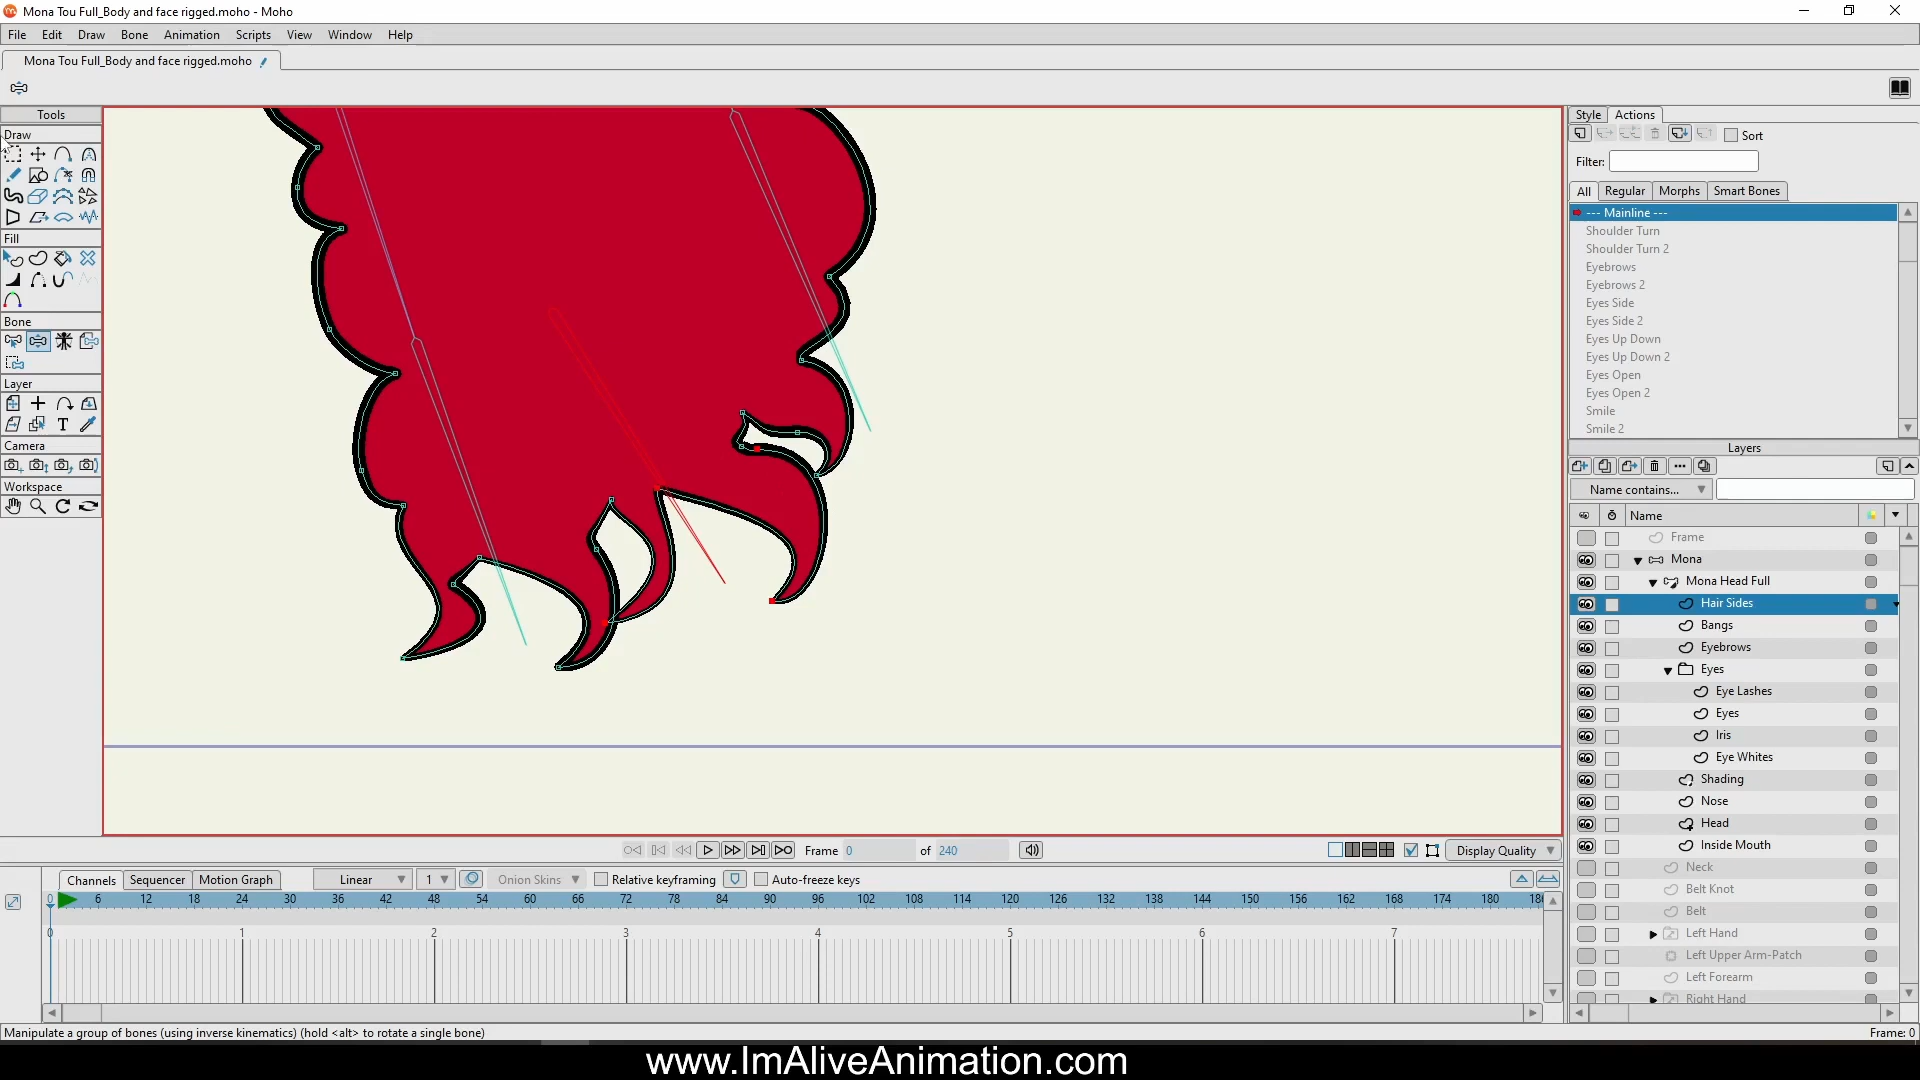 Mona Tou Full_Body and face rigged.moho - Moho
File Edit Draw Bone Animation Scripts View Window Help
Mona Tou Full_Body and face rigged.moho
Tools
Draw
Fill
Bone
Layer
Camera
Workspace
Style Actions
Sort
Filter:
All Regular Morphs Smart Bones
--- Mainline ---
Shoulder Turn
Shoulder Turn 2
Eyebrows
Eyebrows 2
Eyes Side
Eyes Side 2
Eyes Up Down
Eyes Up Down 2
Eyes Open
Eyes Open 2
Smile
Smile 2
Layers
Name contains...
Name
Frame
Mona
Mona Head Full
Hair Sides
Bangs
Eyebrows
Eyes
Eye Lashes
Eyes
Iris
Eye Whites
Shading
Nose
Head
Inside Mouth
Neck
Belt Knot
Belt
Left Hand
Left Upper Arm-Patch
Left Forearm
Right Hand
Frame 0 of 240
Display Quality
Channels Sequencer Motion Graph Linear 1 Onion Skins Relative keyframing Auto-freeze keys
0 6 12 18 24 30 36 42 48 54 60 66 72 78 84 90 96 102 108 114 120 126 132 138 144 150 156 162 168 174 180
0 1 2 3 4 5 6 7
Manipulate a group of bones (using inverse kinematics) (hold <alt> to rotate a single bone)
Frame: 0
www.ImAliveAnimation.com